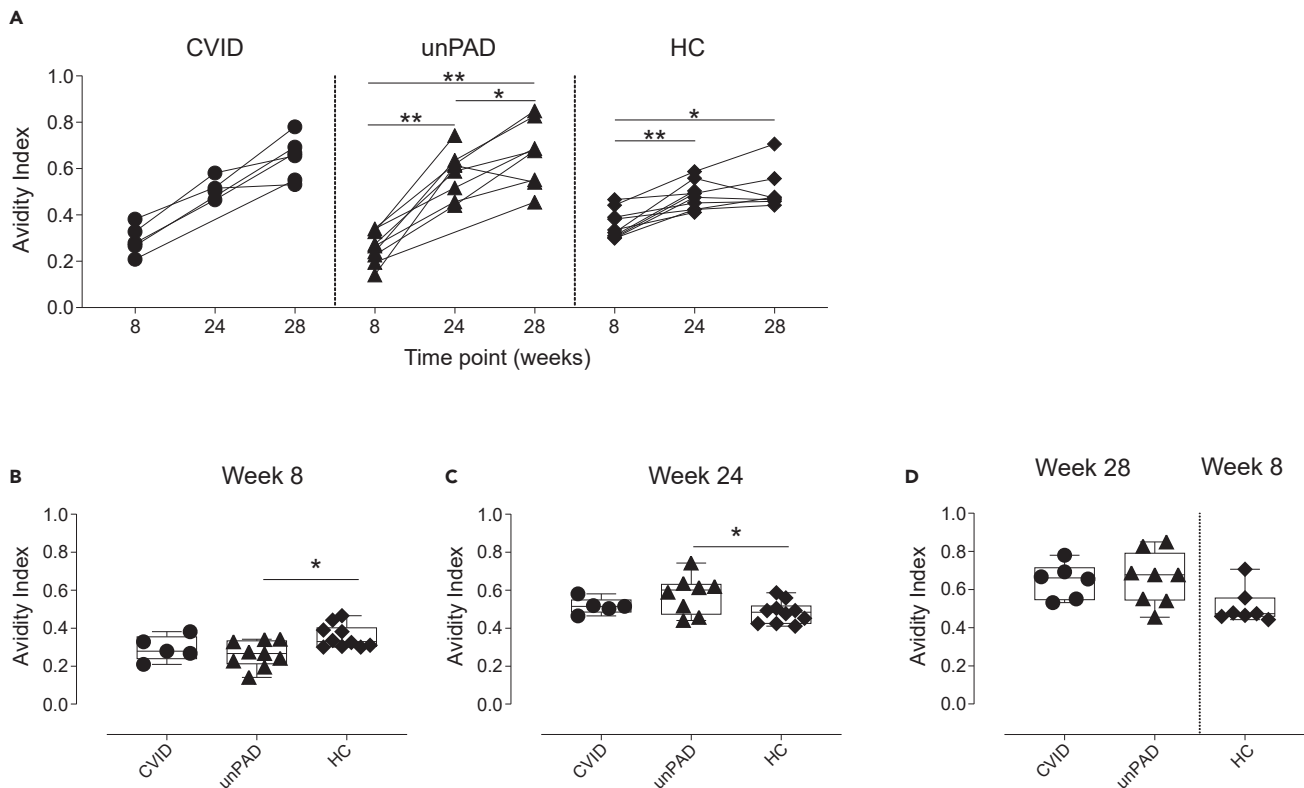 A
CVID unPAD HC
Avidity Index
1.0
0.8
0.6
0.4
0.2
0.0
** * ** * **
8 24 28 8 24 28 8 24 28
Time point (weeks)
B
Week 8
Avidity Index
1.0
0.8
0.6
0.4
0.2
0.0
*
CVID unPAD HC
C
Week 24
Avidity Index
1.0
0.8
0.6
0.4
0.2
0.0
*
CVID unPAD HC
D
Week 28 Week 8
Avidity Index
1.0
0.8
0.6
0.4
0.2
0.0
CVID unPAD HC